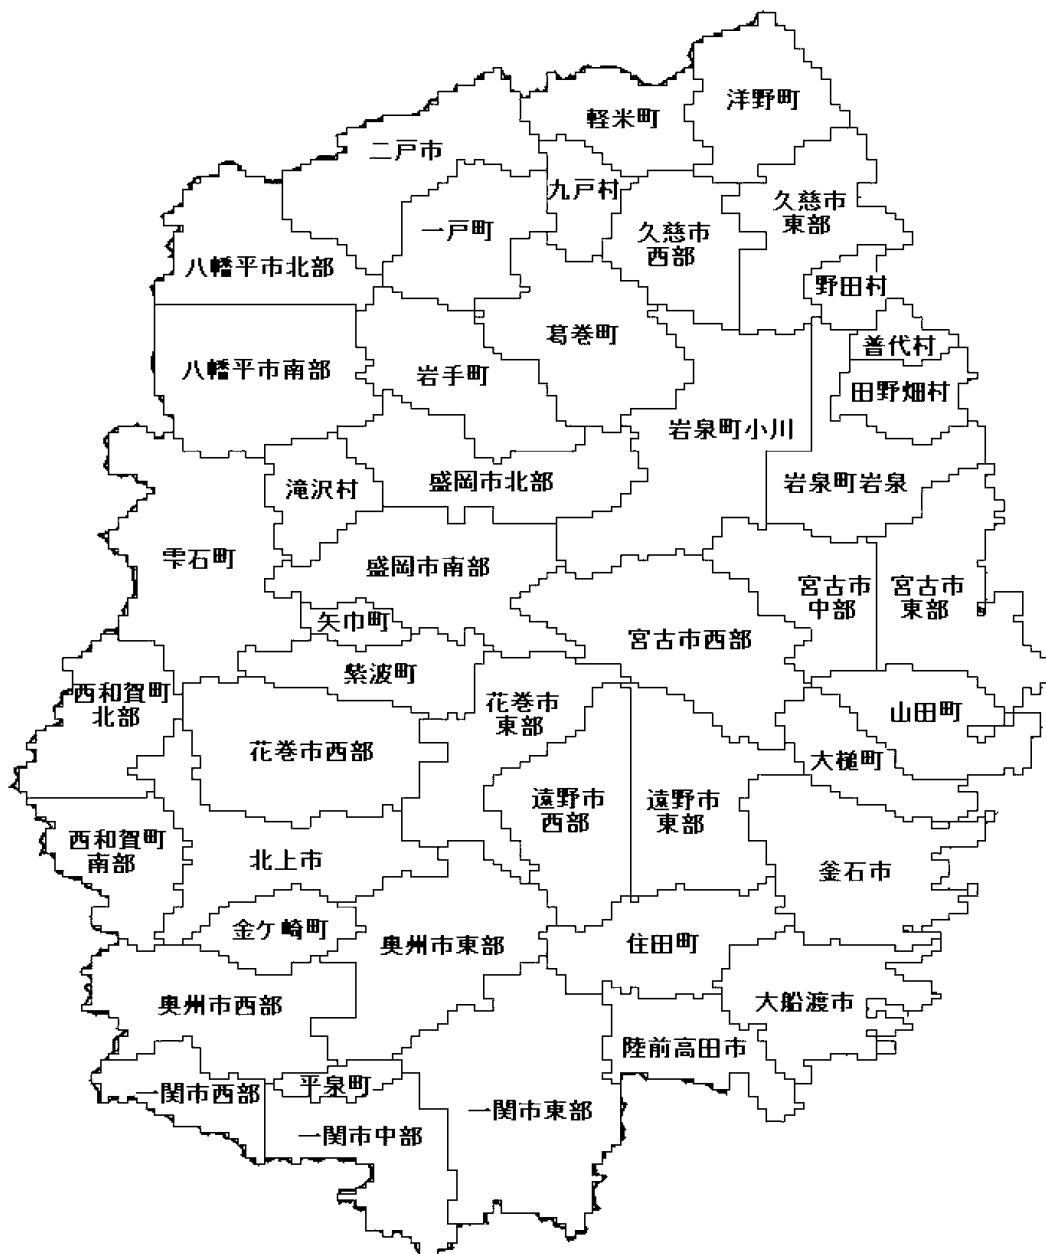 洋野町
軽米町
二戸市
九戸村
久慈市
東部
一戸町
久慈市
西部
八幡平市北部
野田村
葛巻町
普代村
八幡平市南部
岩手町
田野畑村
岩泉町小川
盛岡市北部
岩泉町岩泉
滝沢村
雫石町
盛岡市南部
宮古市
中部
宮古市
東部
矢巾町
宮古市西部
紫波町
西和賀町
北部
花巻市
東部
山田町
花巻市西部
大槌町
遠野市
西部
遠野市
東部
西和賀町
南部
北上市
釜石市
金ケ崎町
奥州市東部
住田町
奥州市西部
大船渡市
陸前高田市
一関市西部
平泉町
一関市東部
一関市中部